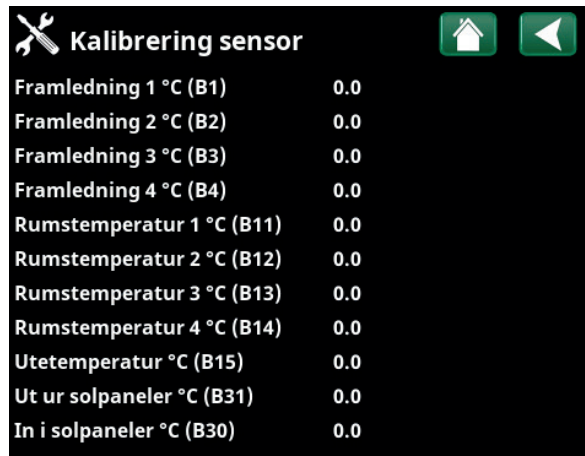 Kalibrering sensor
Framledning 1 °C (B1) 0.0
Framledning 2 °C (B2) 0.0
Framledning 3 °C (B3) 0.0
Framledning 4 °C (B4) 0.0
Rumstemperatur 1 °C (B11) 0.0
Rumstemperatur 2 °C (B12) 0.0
Rumstemperatur 3 °C (B13) 0.0
Rumstemperatur 4 °C (B14) 0.0
Utetemperatur °C (B15) 0.0
Ut ur solpaneler °C (B31) 0.0
In i solpaneler °C (B30) 0.0